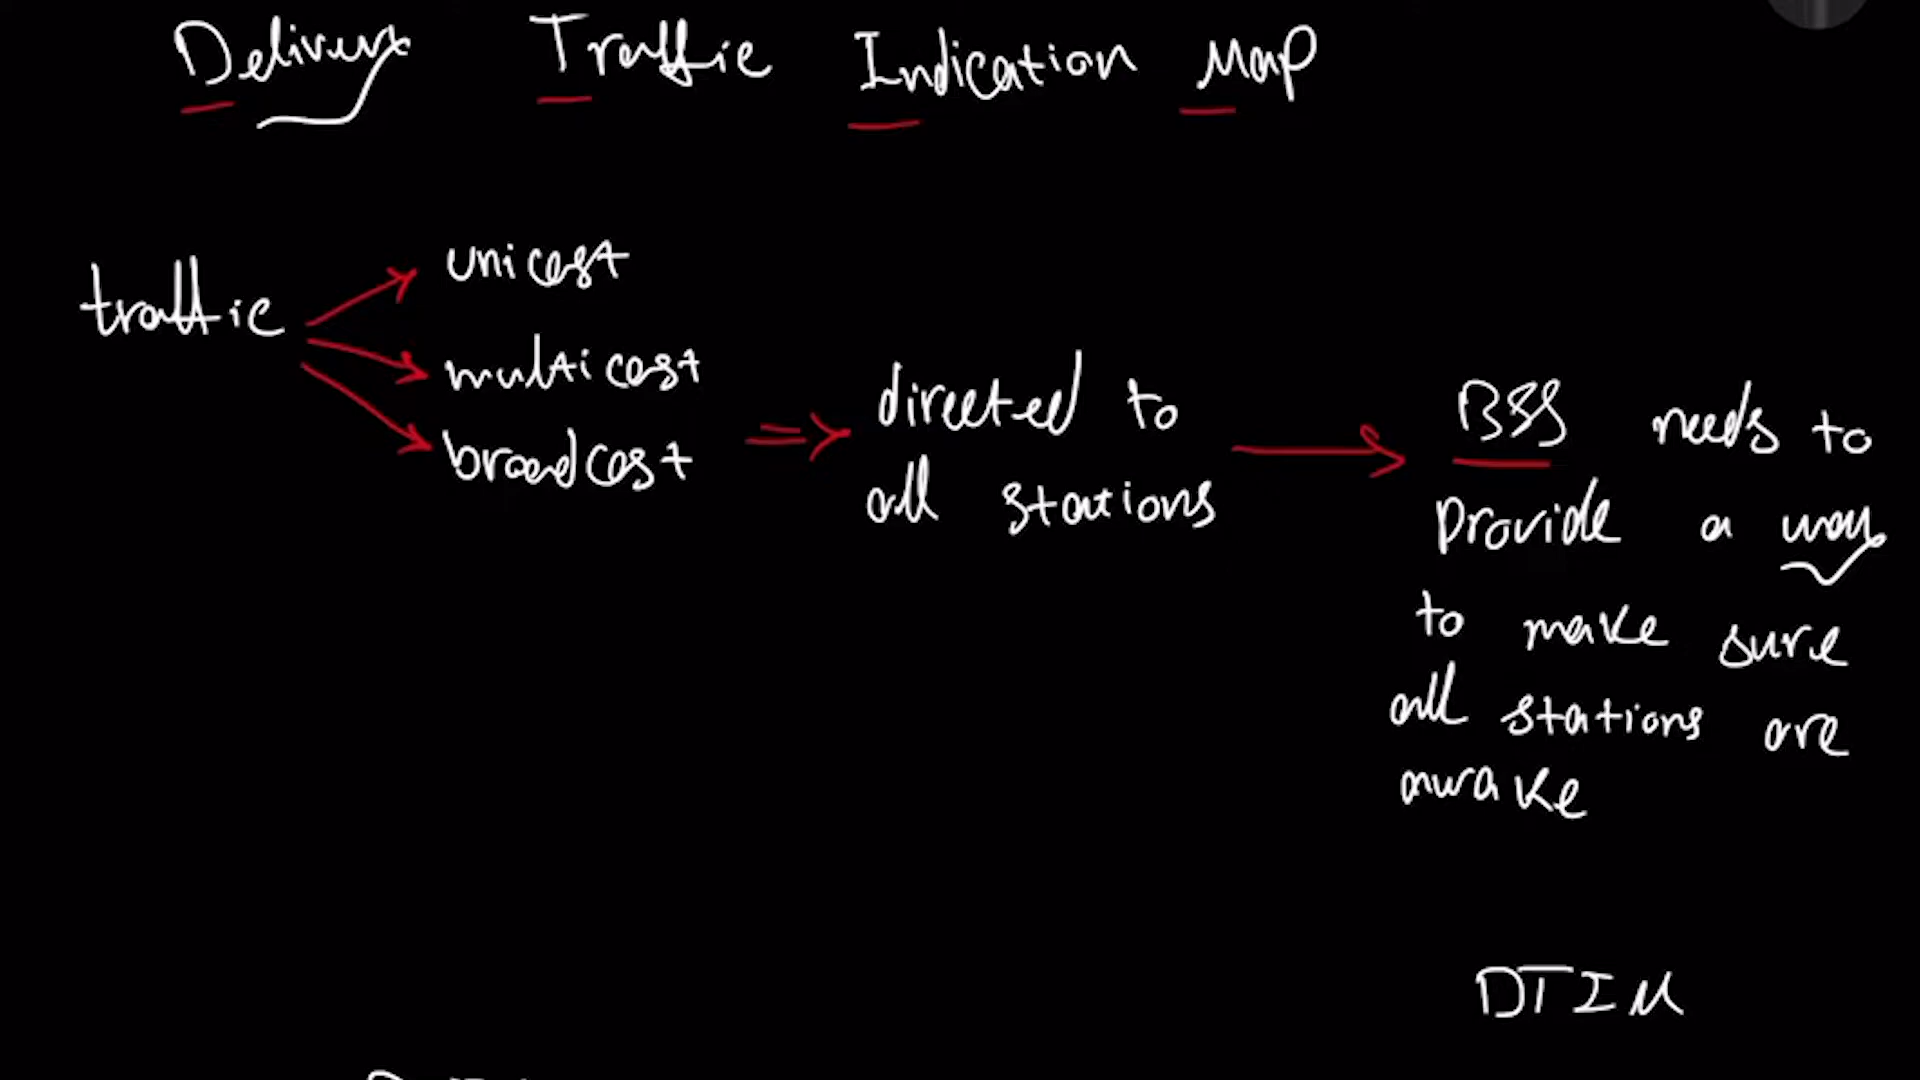 Delivery Traffic Indication Map
traffic
unicast
multicast
broadcast
directed to
all stations
BSS needs to
provide a way
to make sure
all stations are
awake
DTIM